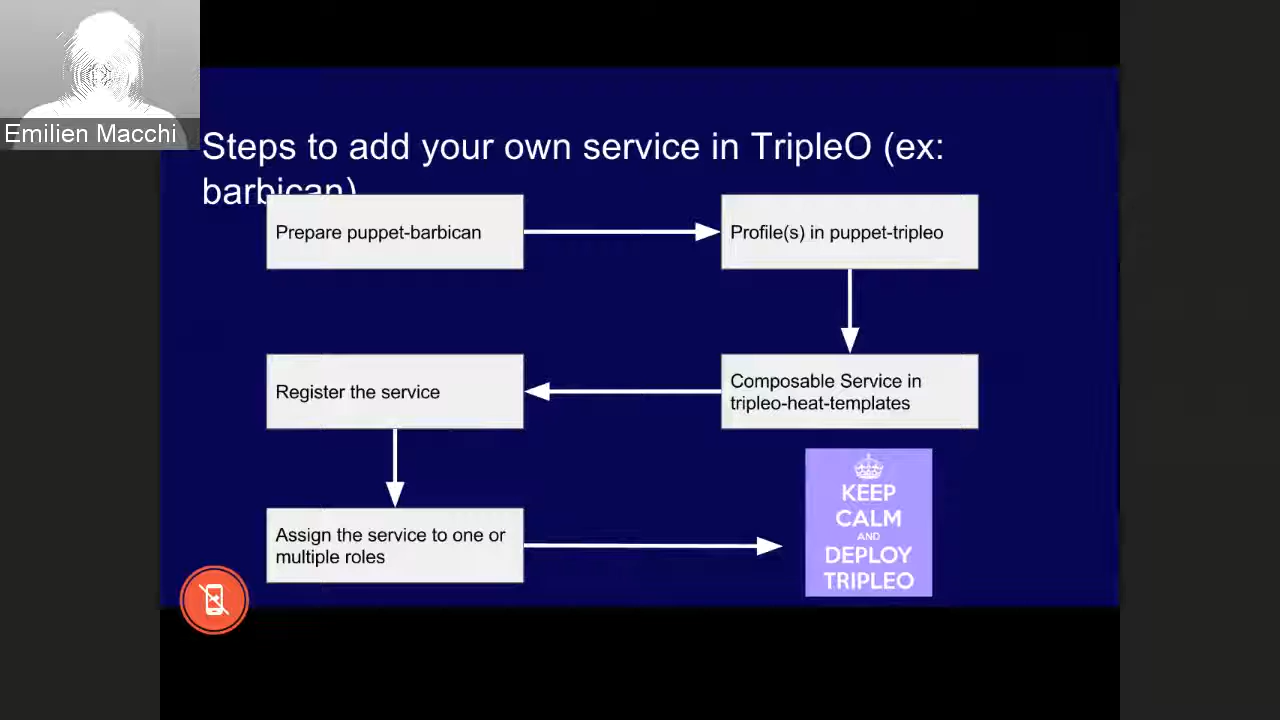 Emilien Macchi
Steps to add your own service in TripleO (ex:
barbican)
Prepare puppet-barbican
Profile(s) in puppet-tripleo
Composable Service in
tripleo-heat-templates
Register the service
Assign the service to one or
multiple roles
KEEP
CALM
AND
DEPLOY
TRIPLEO